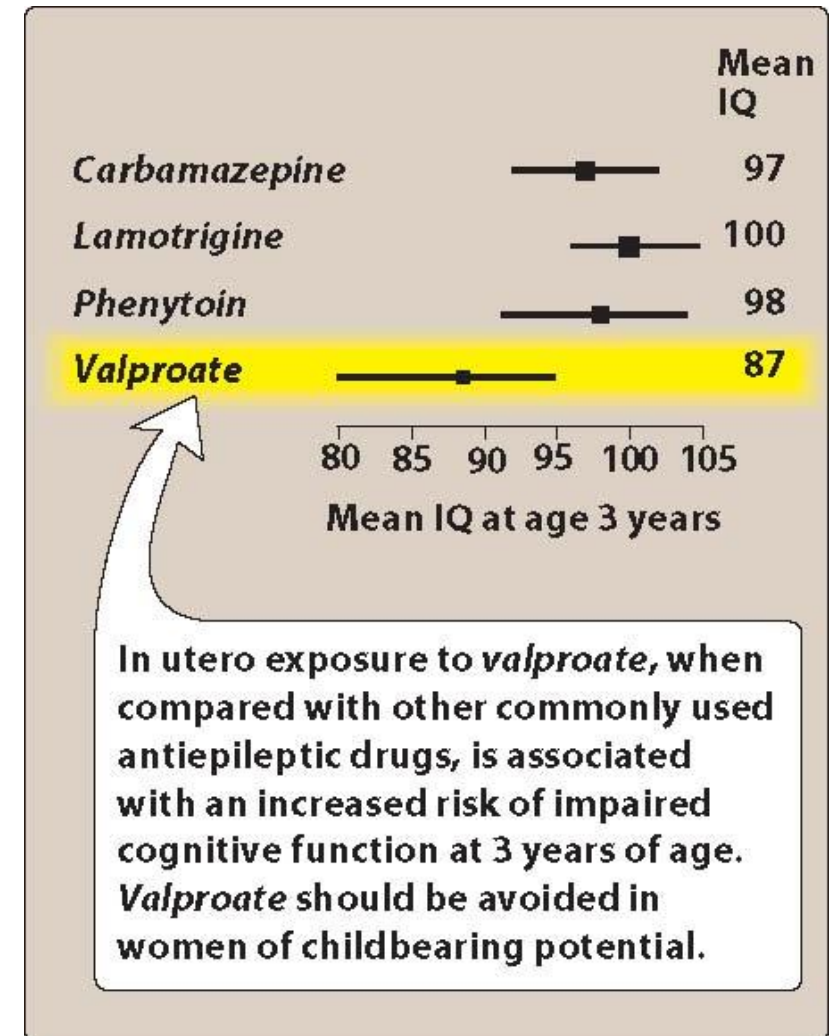 Mean
IQ
Carbamazepine 97
Lamotrigine 100
Phenytoin 98
Valproate 87
80 85 90 95 100 105
Mean IQ at age 3 years
In utero exposure to valproate, when
compared with other commonly used
antiepileptic drugs, is associated
with an increased risk of impaired
cognitive function at 3 years of age.
Valproate should be avoided in
women of childbearing potential.